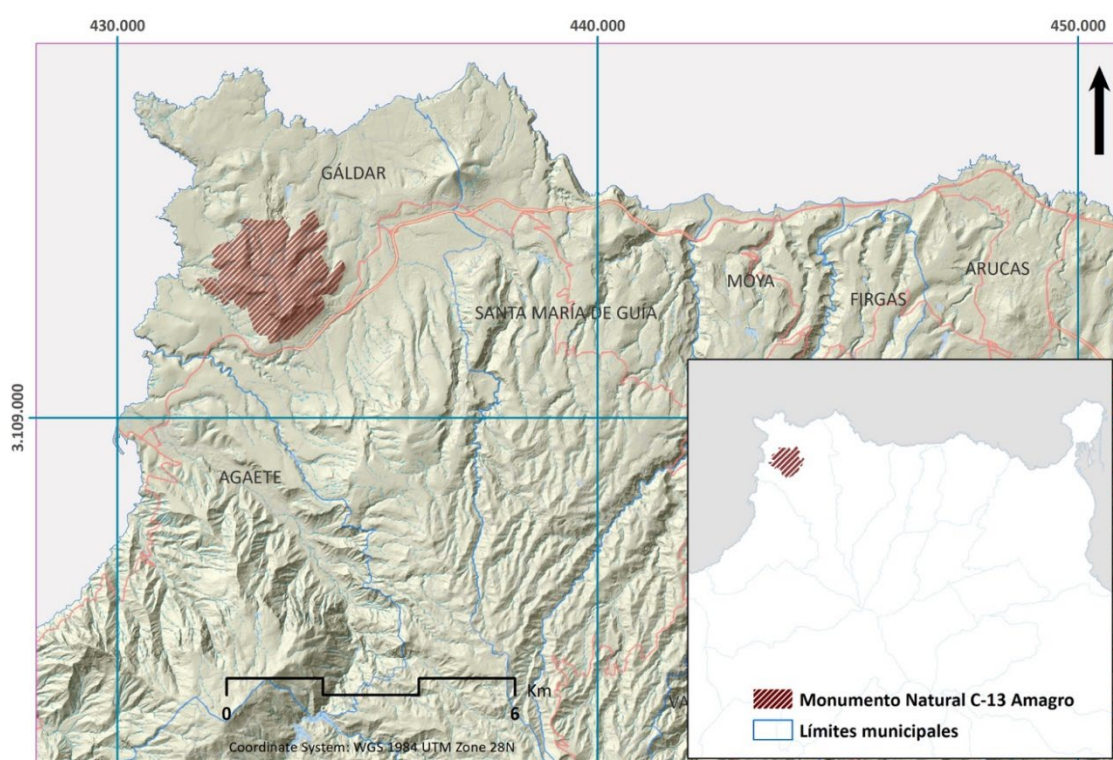 430.000
440.000
450.000
GÁLDAR
ARUCAS
MOYA
FIRGAS
SANTA MARÍA DE GUÍA
3.109.000
AGAETE
Km
0
6
VA
Coordinate System: WGS 1984 UTM Zone 28N
Monumento Natural C-13 Amagro
Límites municipales